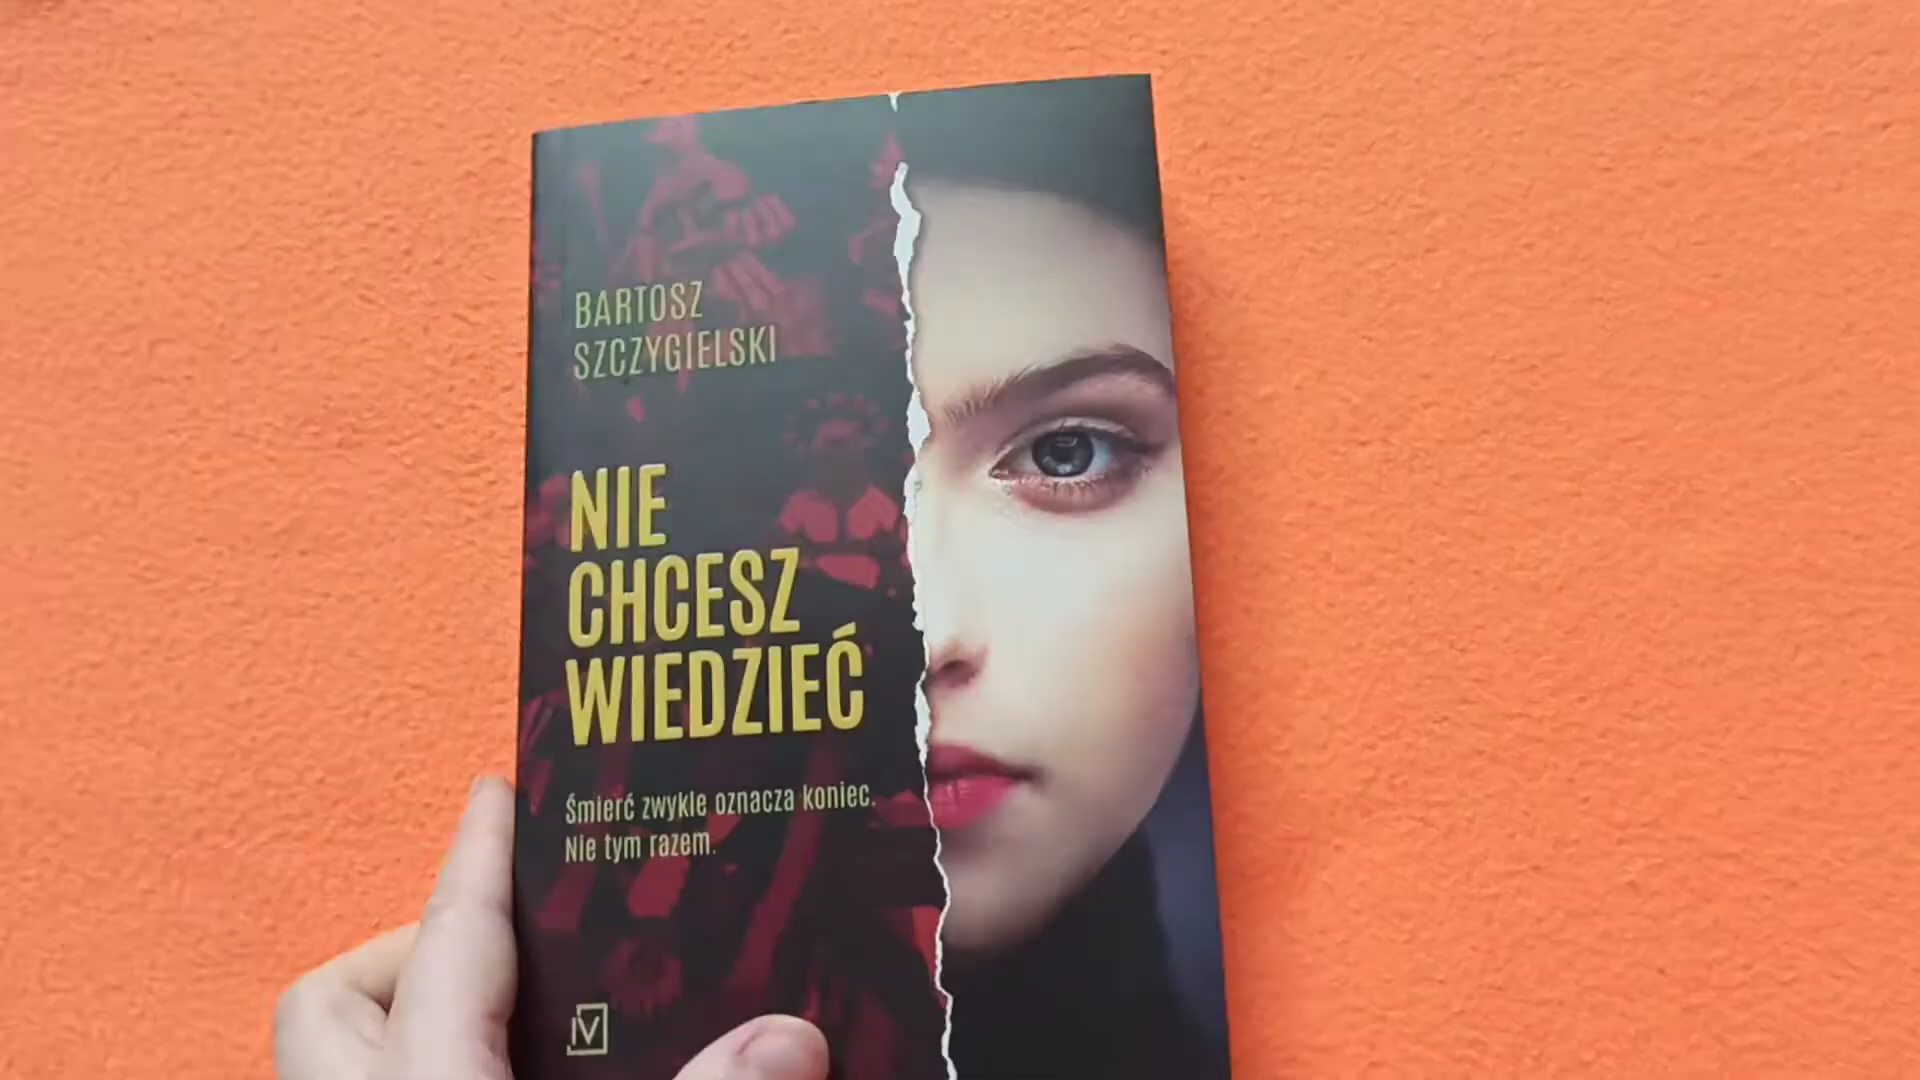 BARTOSZ
SZCZYGIELSKI
NIE
CHCESZ
WIEDZIEĆ
Śmierć zwykle oznacza koniec.
Nie tym razem.